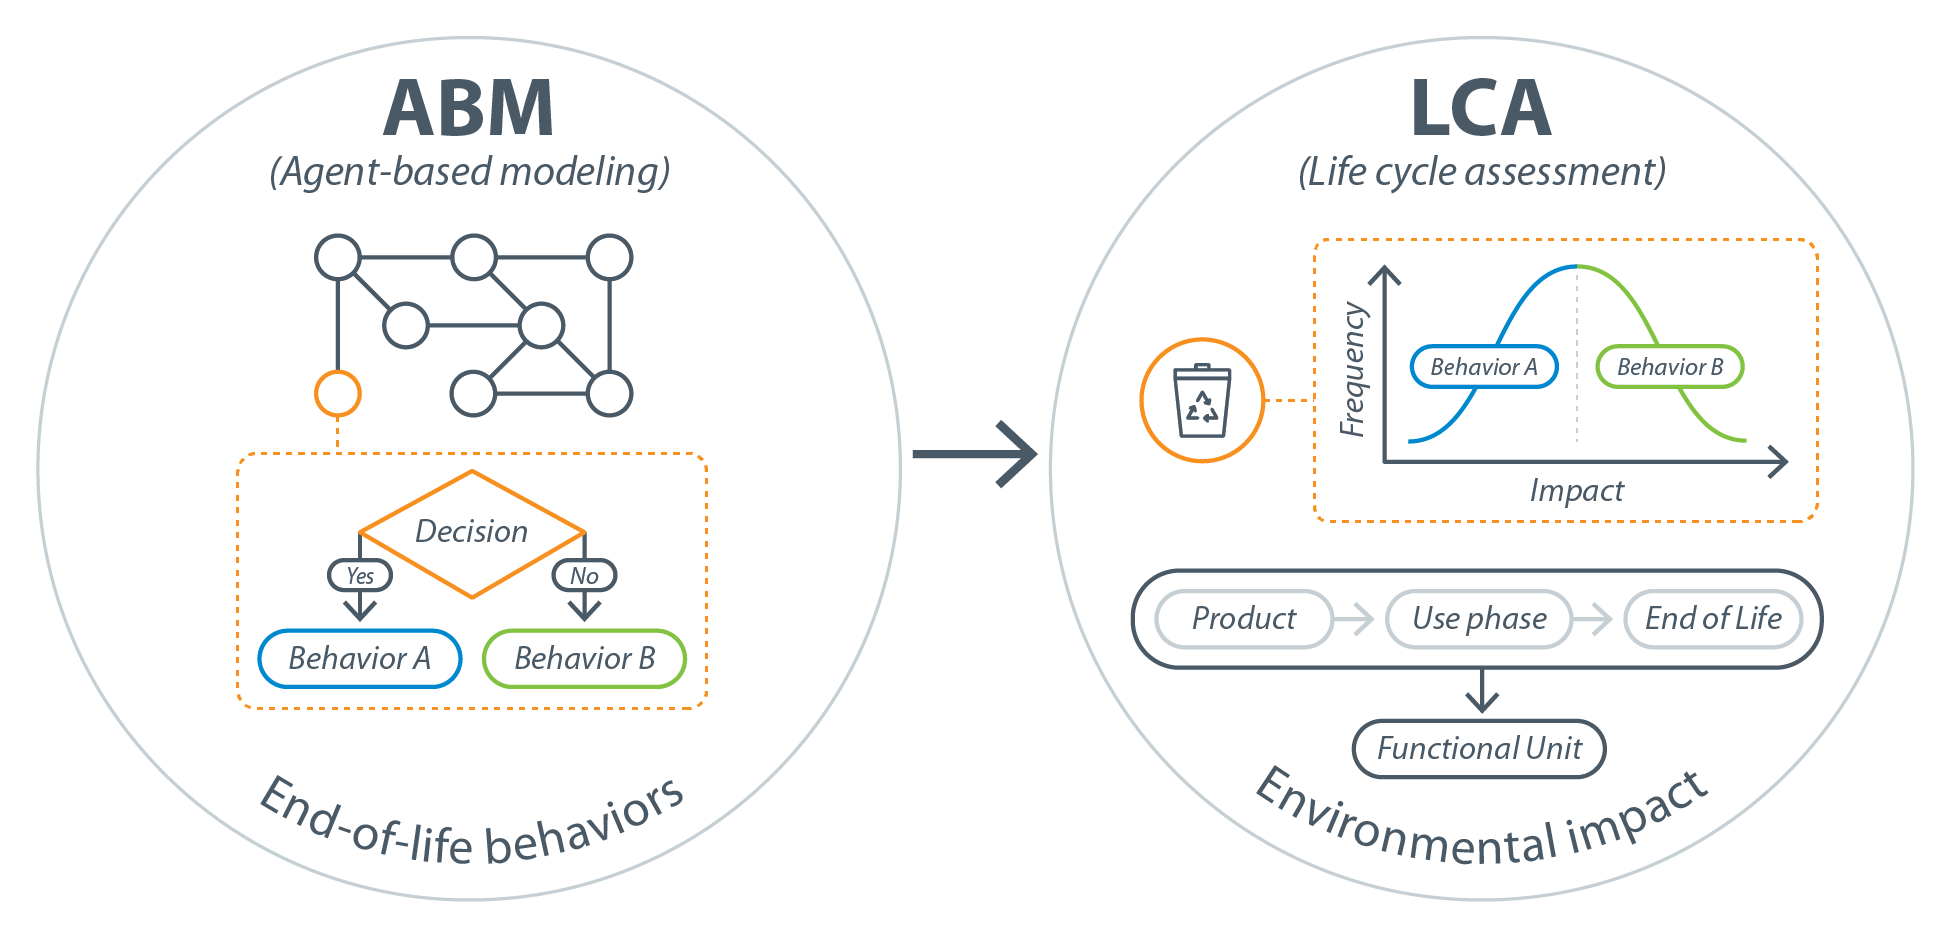 ABM
(Agent-based modeling)
Decision
Yes
No
Behavior A
Behavior B
End-of-life behaviors
LCA
(Life cycle assessment)
Frequency
Behavior A
Behavior B
Impact
Product
Use phase
End of Life
Functional Unit
Environmental impact